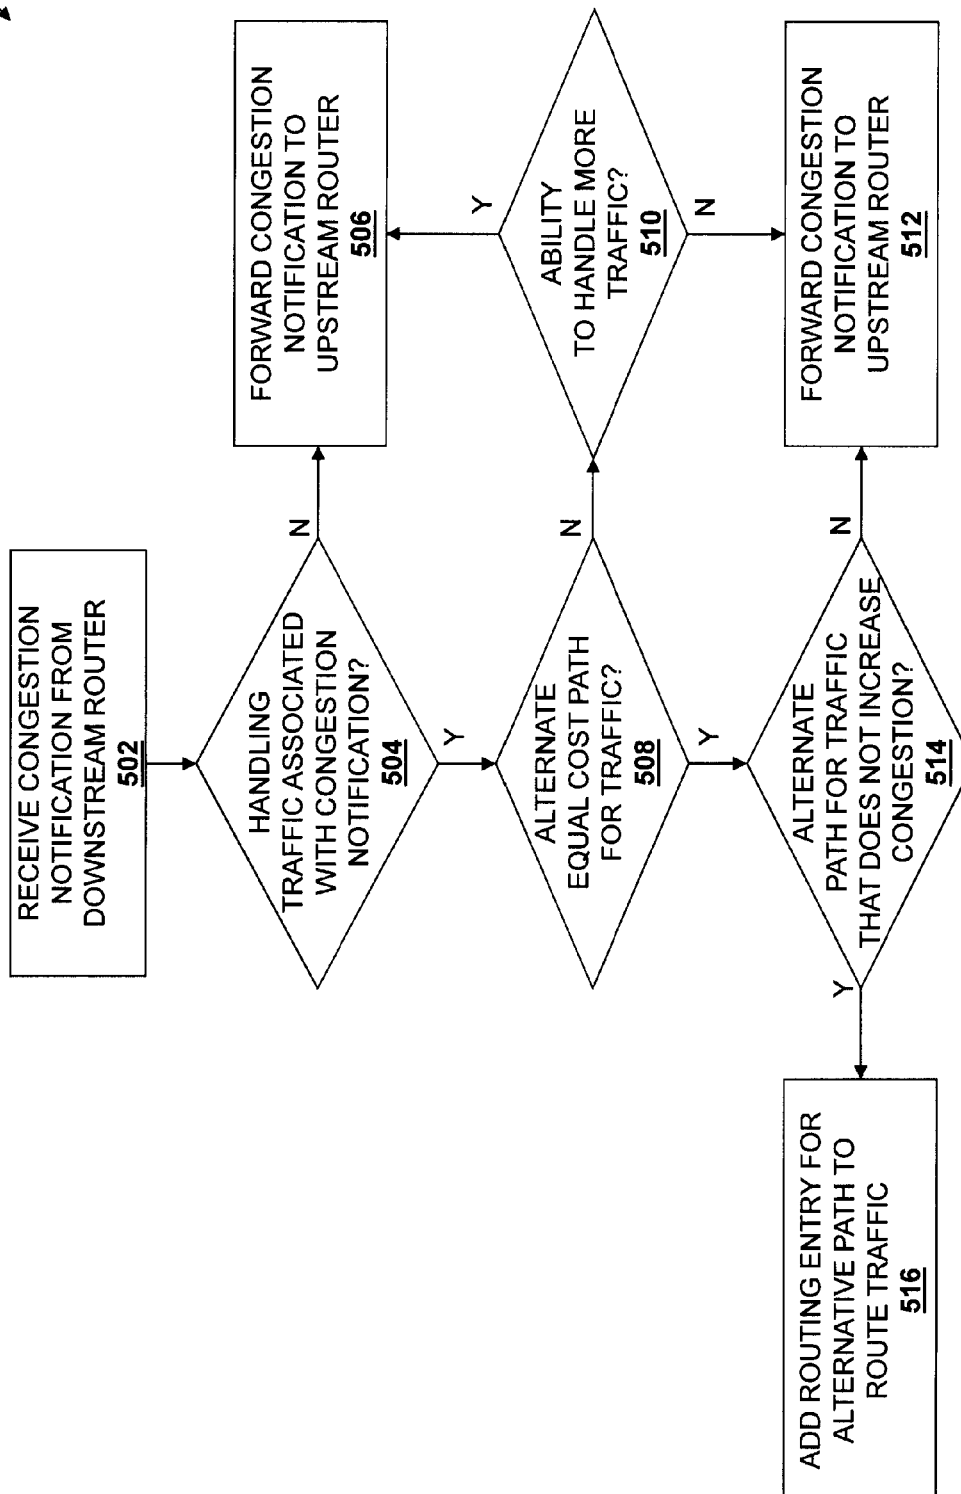 RECEIVE CONGESTION
NOTIFICATION FROM
DOWNSTREAM ROUTER
502
HANDLING
TRAFFIC ASSOCIATED
WITH CONGESTION
NOTIFICATION?
504
N
Y
FORWARD CONGESTION
NOTIFICATION TO
UPSTREAM ROUTER
506
ALTERNATE
EQUAL COST PATH
FOR TRAFFIC?
508
N
Y
ABILITY
TO HANDLE MORE
TRAFFIC?
510
Y
N
FORWARD CONGESTION
NOTIFICATION TO
UPSTREAM ROUTER
512
ALTERNATE
PATH FOR TRAFFIC
THAT DOES NOT INCREASE
CONGESTION?
514
N
Y
ADD ROUTING ENTRY FOR
ALTERNATIVE PATH TO
ROUTE TRAFFIC
516